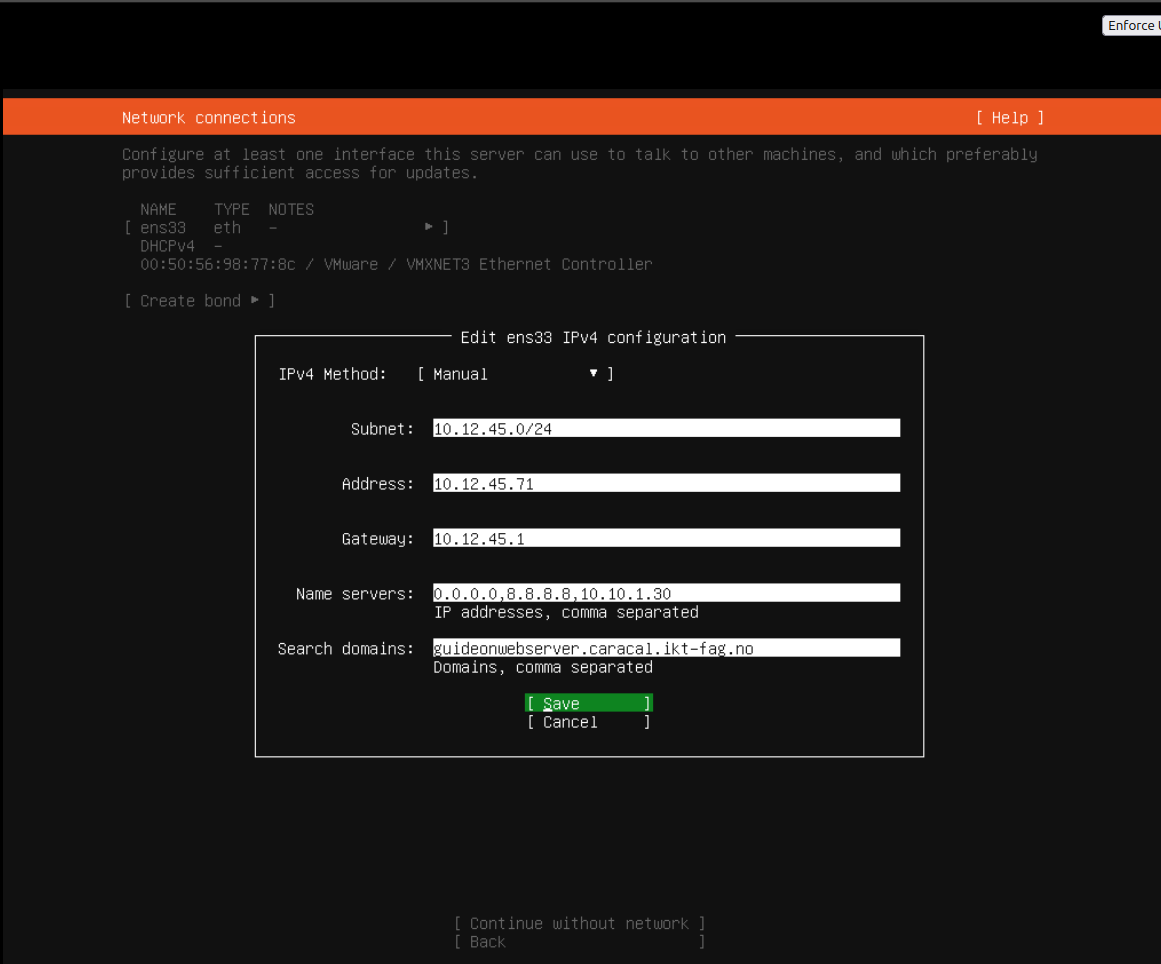 Enforce
Network connections [ Help ]
Configure at least one interface this server can use to talk to other machines, and which preferably
provides sufficient access for updates.
NAME TYPE NOTES
[ ens33 eth - ▸ ]
DHCPv4 -
00:50:56:98:77:8c / VMware / VMXNET3 Ethernet Controller
[ Create bond ▸ ]
Edit ens33 IPv4 configuration
IPv4 Method: [ Manual ▾ ]
Subnet: 10.12.45.0/24
Address: 10.12.45.71
Gateway: 10.12.45.1
Name servers: 0.0.0.0,8.8.8.8,10.10.1.30
IP addresses, comma separated
Search domains: guideonwebserver.caracal.ikt-fag.no
Domains, comma separated
[ Save ]
[ Cancel ]
[ Continue without network ]
[ Back ]